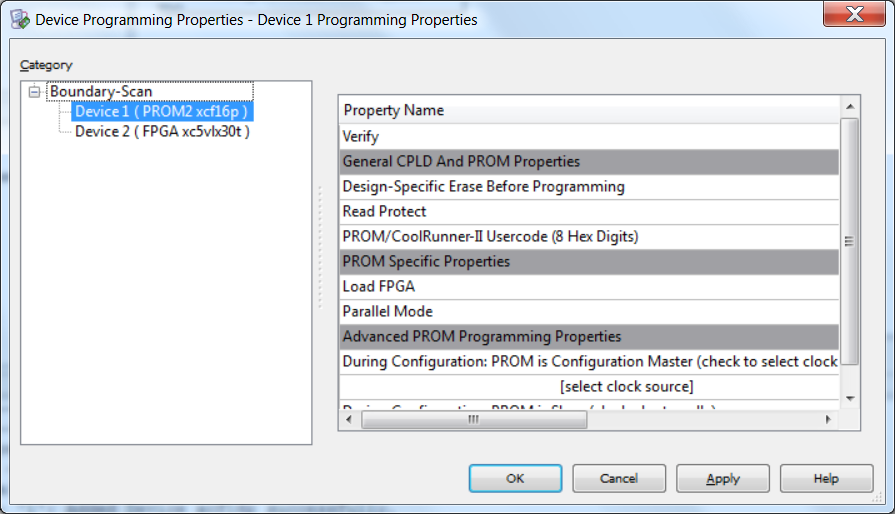 Device Programming Properties - Device 1 Programming Properties
Category
Boundary-Scan
Device 1 ( PROM2 xcf16p )
Device 2 ( FPGA xc5vlx30t )
Property Name
Verify
General CPLD And PROM Properties
Design-Specific Erase Before Programming
Read Protect
PROM/CoolRunner-II Usercode (8 Hex Digits)
PROM Specific Properties
Load FPGA
Parallel Mode
Advanced PROM Programming Properties
During Configuration: PROM is Configuration Master (check to select clock
[select clock source]
OK
Cancel
Apply
Help